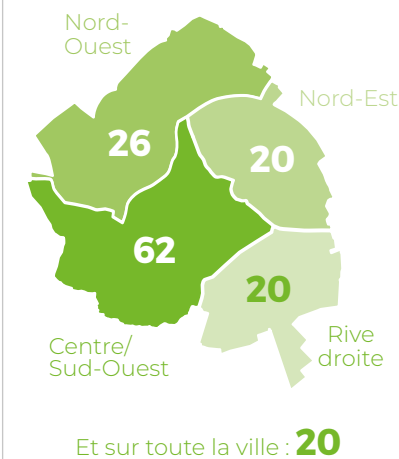 Nord-
Ouest
Nord-Est
26
20
62
20
Centre/
Sud-Ouest
Rive
droite
Et sur toute la ville : 20